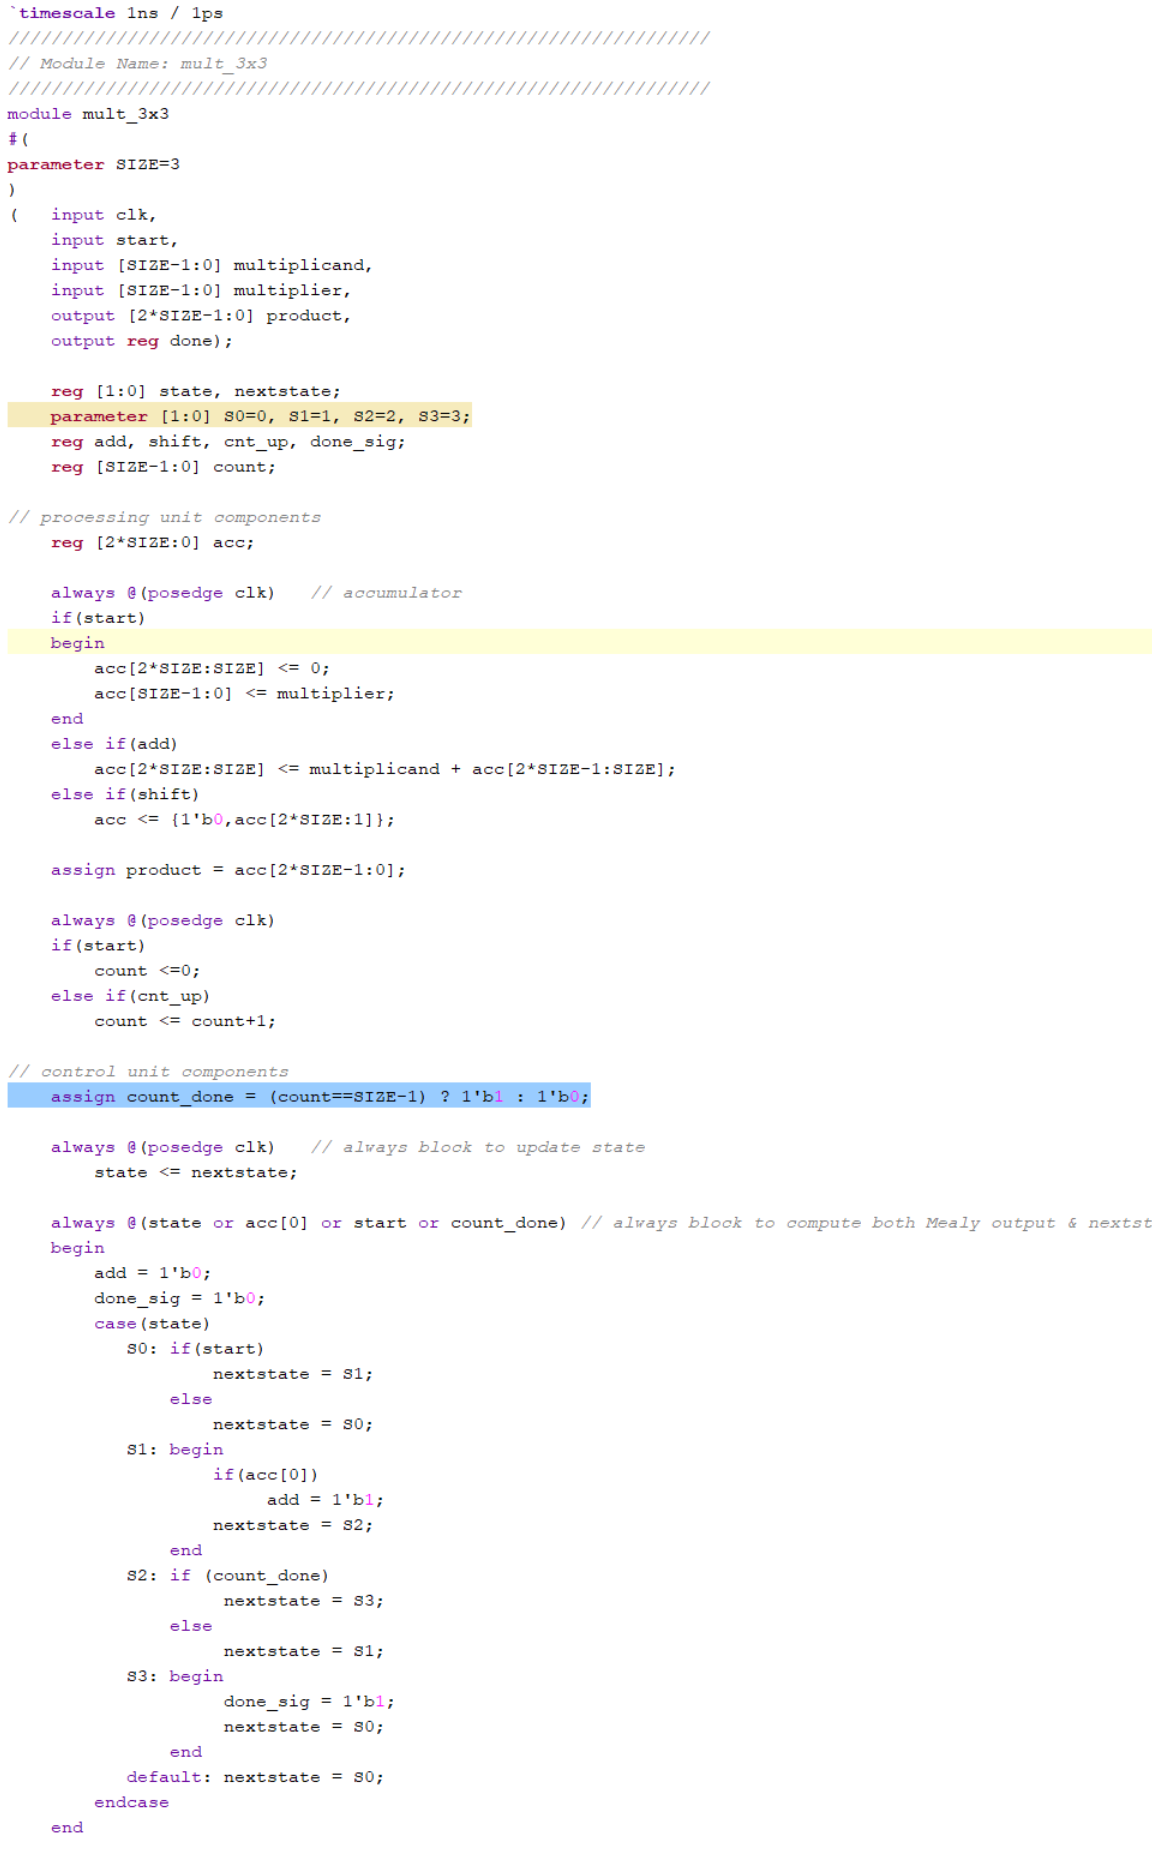 `timescale 1ns / 1ps
/////////////////////////////////////////////////////////////////
// Module Name: mult_3x3
/////////////////////////////////////////////////////////////////
module mult_3x3
#(
parameter SIZE=3
)
(   input clk,
    input start,
    input [SIZE-1:0] multiplicand,
    input [SIZE-1:0] multiplier,
    output [2*SIZE-1:0] product,
    output reg done);
    reg [1:0] state, nextstate;
    parameter [1:0] S0=0, S1=1, S2=2, S3=3;
    reg add, shift, cnt_up, done_sig;
    reg [SIZE-1:0] count;
// processing unit components
    reg [2*SIZE:0] acc;
    always @(posedge clk)   // accumulator
    if(start)
    begin
        acc[2*SIZE:SIZE] <= 0;
        acc[SIZE-1:0] <= multiplier;
    end
    else if(add)
        acc[2*SIZE:SIZE] <= multiplicand + acc[2*SIZE-1:SIZE];
    else if(shift)
        acc <= {1'b0,acc[2*SIZE:1]};
    assign product = acc[2*SIZE-1:0];
    always @(posedge clk)
    if(start)
        count <=0;
    else if(cnt_up)
        count <= count+1;
// control unit components
    assign count_done = (count==SIZE-1) ? 1'b1 : 1'b0;
    always @(posedge clk)   // always block to update state
        state <= nextstate;
    always @(state or acc[0] or start or count_done) // always block to compute both Mealy output & nextst
    begin
        add = 1'b0;
        done_sig = 1'b0;
        case(state)
           S0: if(start)
                   nextstate = S1;
               else
                   nextstate = S0;
           S1: begin
                   if(acc[0])
                        add = 1'b1;
                   nextstate = S2;
               end
           S2: if (count_done)
                    nextstate = S3;
               else
                    nextstate = S1;
           S3: begin
                    done_sig = 1'b1;
                    nextstate = S0;
               end
           default: nextstate = S0;
        endcase
    end